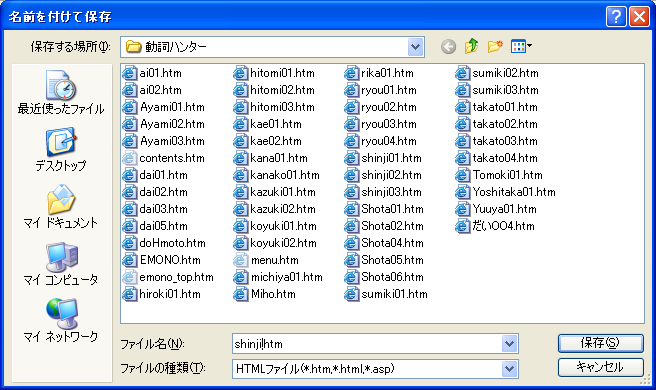 名前を付けて保存
保存する場所(I):
動詞ハンター
最近使ったファイル
デスクトップ
マイ ドキュメント
マイ コンピュータ
マイ ネットワーク
ai01.htm
ai02.htm
Ayami01.htm
Ayami02.htm
Ayami03.htm
contents.htm
dai01.htm
dai02.htm
dai03.htm
dai05.htm
doHmoto.htm
EMONO.htm
emono_top.htm
hiroki01.htm
hitomi01.htm
hitomi02.htm
hitomi03.htm
kae01.htm
kae02.htm
kana01.htm
kanako01.htm
kazuki01.htm
kazuki02.htm
koyuki01.htm
koyuki02.htm
menu.htm
michiya01.htm
Miho.htm
rika01.htm
ryou01.htm
ryou02.htm
ryou03.htm
ryou04.htm
shinji01.htm
shinji02.htm
shinji03.htm
Shota01.htm
Shota02.htm
Shota04.htm
Shota05.htm
Shota06.htm
sumiki01.htm
sumiki02.htm
sumiki03.htm
takato01.htm
takato02.htm
takato03.htm
takato04.htm
Tomoki01.htm
Yoshitaka01.htm
Yuuya01.htm
だいOO4.htm
ファイル名(N):
shinji.htm
保存(S)
ファイルの種類(T):
HTMLファイル(*.htm,*.html,*.asp)
キャンセル